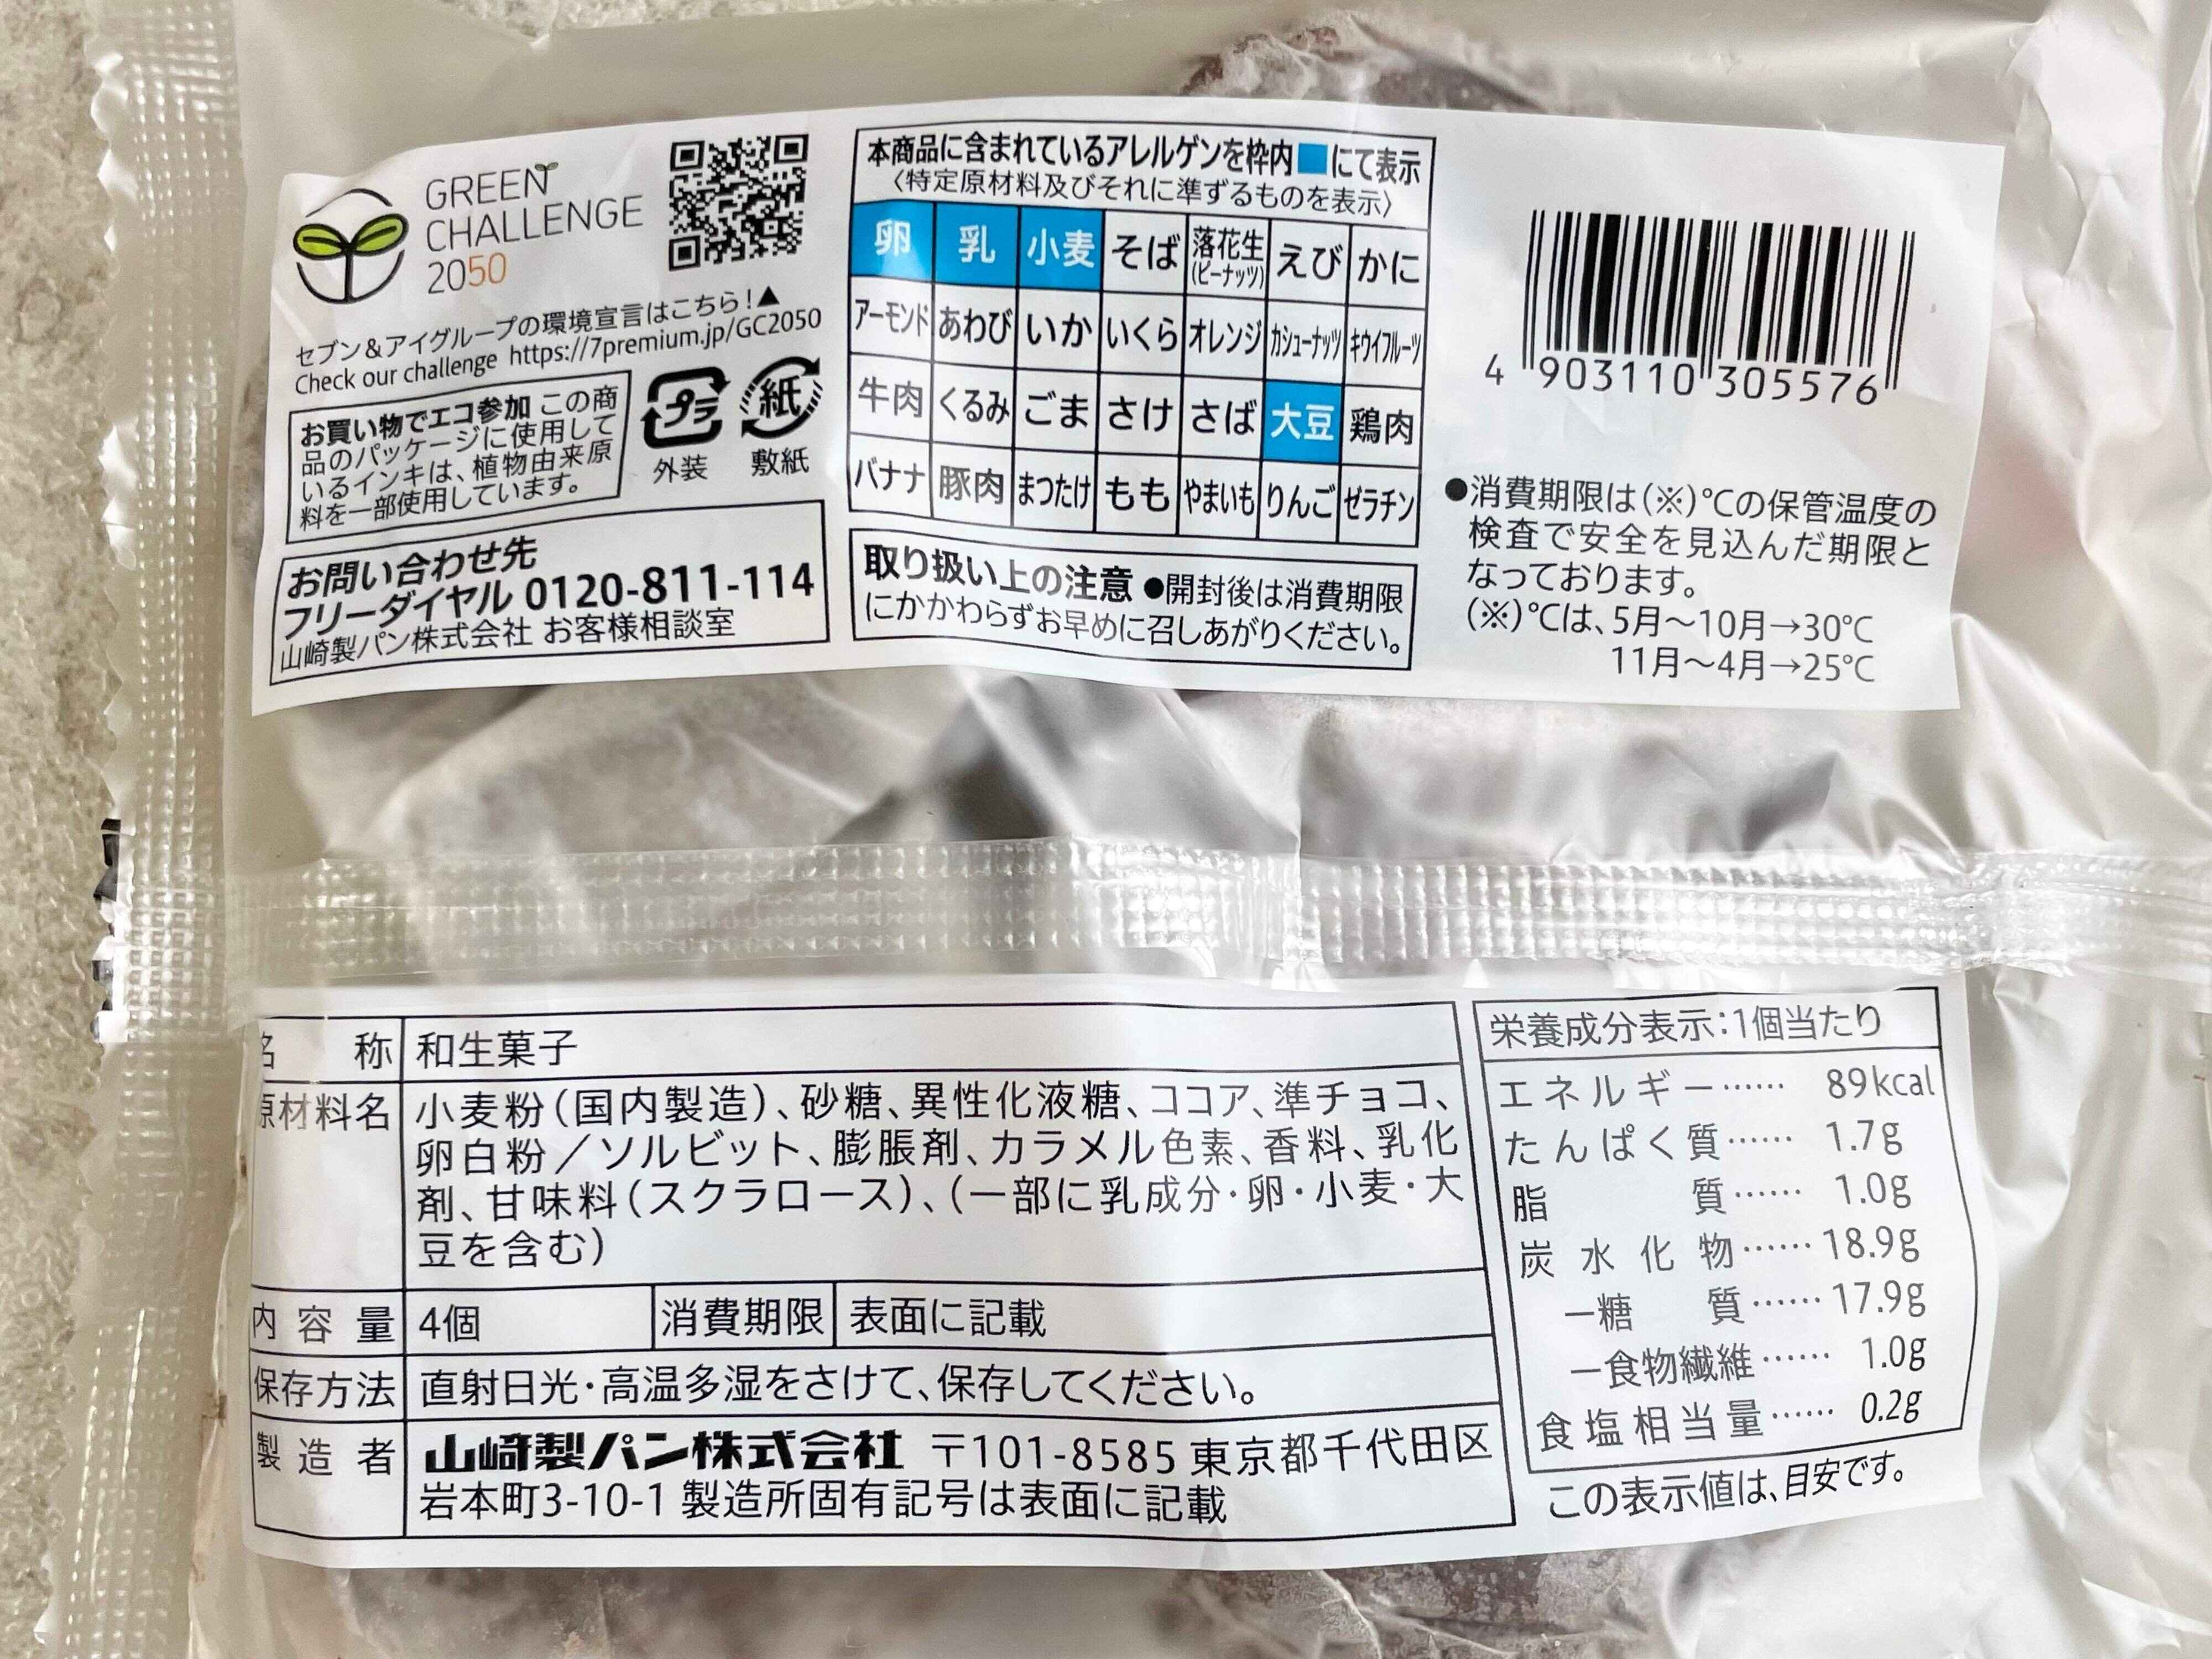 GREEN
CHALLENGE
2050
セブン&アイグループの環境宣言はこちら!▲
Check our challenge https://7premium.jp/GC2050
お買い物でエコ参加 この商
品のパッケージに使用して
いるインキは、植物由来原
料を一部使用しています。
プラ
外装
紙
敷紙
お問い合わせ先
フリーダイヤル 0120-811-114
山崎製パン株式会社 お客様相談室
本商品に含まれているアレルゲンを枠内■にて表示
〈特定原材料及びそれに準ずるものを表示〉
卵 乳 小麦 そば 落花生(ピーナッツ) えび かに
アーモンド あわび いか いくら オレンジ カシューナッツ キウイフルーツ
牛肉 くるみ ごま さけ さば 大豆 鶏肉
バナナ 豚肉 まつたけ もも やまいも りんご ゼラチン
取り扱い上の注意 ●開封後は消費期限
にかかわらずお早めに召しあがりください。
4 903110 305576
●消費期限は(※)℃の保管温度の
検査で安全を見込んだ期限と
なっております。
(※)℃は、5月〜10月→30℃
11月〜4月→25℃
名 称 和生菓子
原材料名 小麦粉(国内製造)、砂糖、異性化液糖、ココア、準チョコ、
卵白粉/ソルビット、膨脹剤、カラメル色素、香料、乳化
剤、甘味料(スクラロース)、(一部に乳成分・卵・小麦・大
豆を含む)
内容量 4個 消費期限 表面に記載
保存方法 直射日光・高温多湿をさけて、保存してください。
製造者 山崎製パン株式会社 〒101-8585 東京都千代田区
岩本町3-10-1 製造所固有記号は表面に記載
栄養成分表示:1個当たり
エネルギー…… 89kcal
たんぱく質…… 1.7g
脂質…… 1.0g
炭水化物…… 18.9g
ー糖質…… 17.9g
ー食物繊維…… 1.0g
食塩相当量…… 0.2g
この表示値は、目安です。